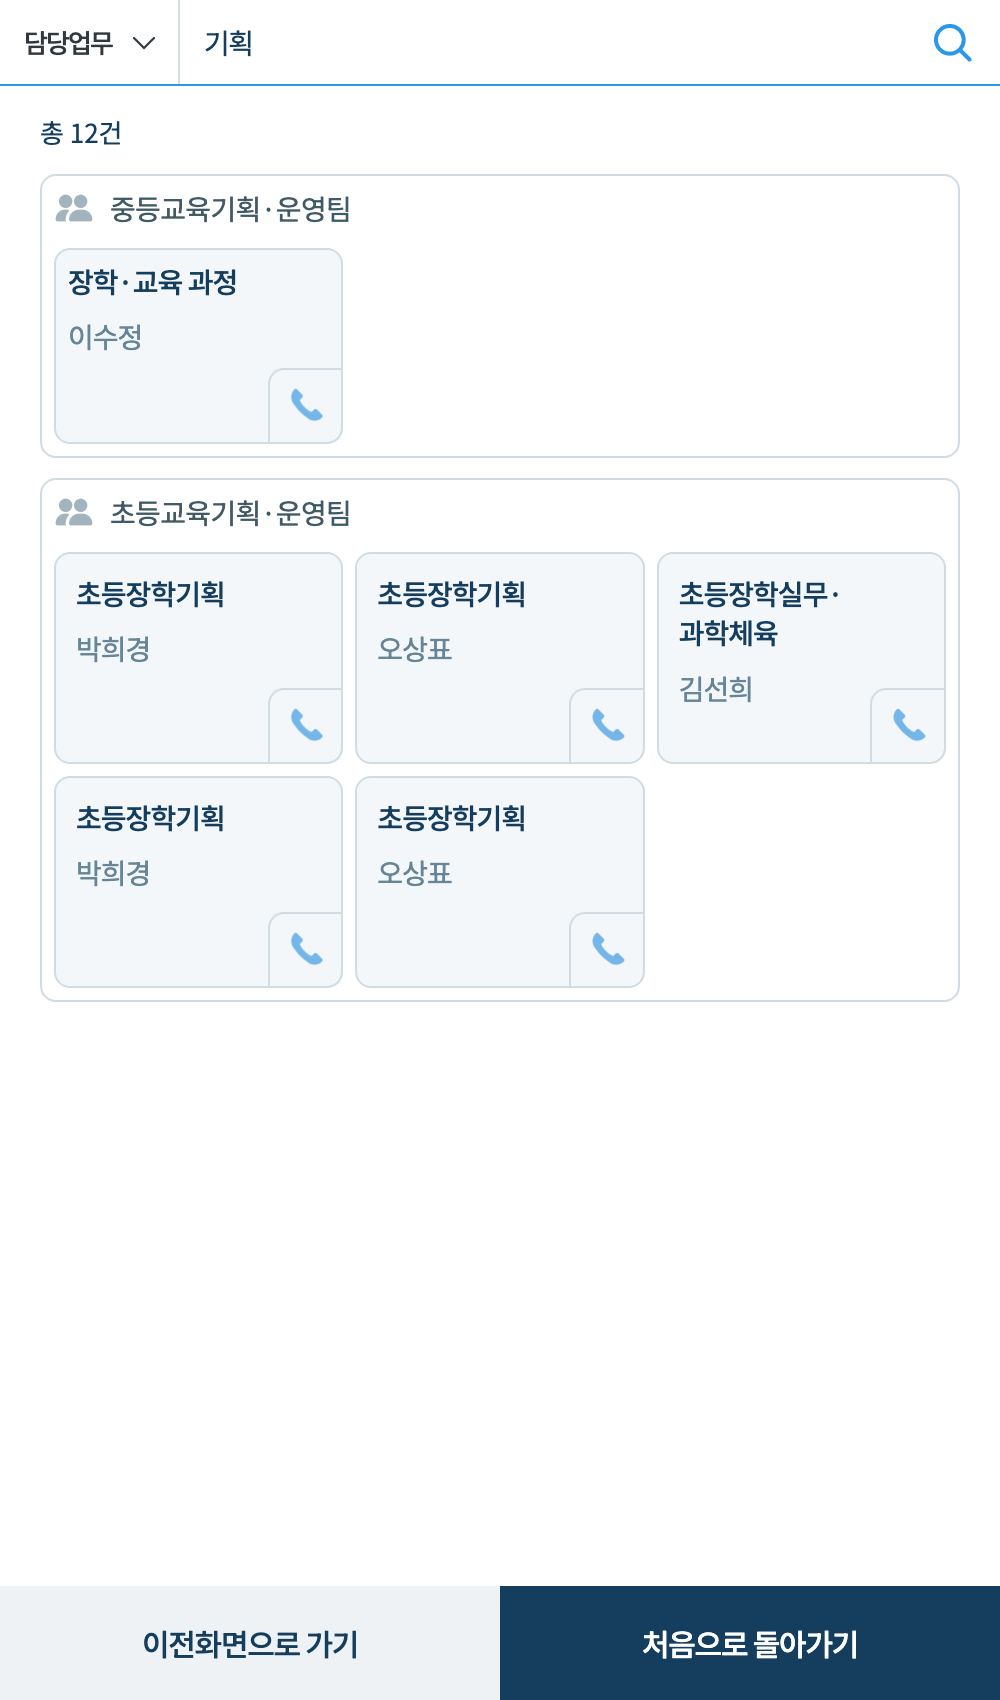 담당업무
기획
총 12건
중등교육기획·운영팀
장학·교육 과정
이수정
초등교육기획·운영팀
초등장학기획
박희경
초등장학기획
오상표
초등장학실무·
과학체육
김선희
초등장학기획
박희경
초등장학기획
오상표
이전화면으로 가기
처음으로 돌아가기